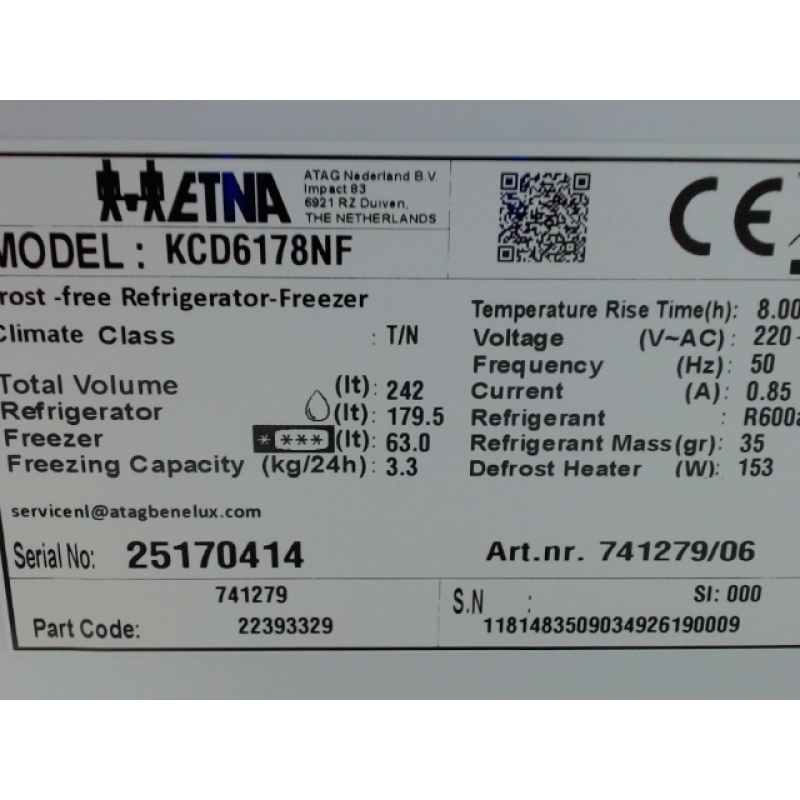 ETNA
ATAG Nederland B.V.
Impact 83
6921 RZ Duiven,
THE NETHERLANDS
CE
MODEL : KCD6178NF
rost -free Refrigerator-Freezer
Climate Class : T/N
Total Volume (lt): 242
Refrigerator (lt): 179.5
Freezer * *** (lt): 63.0
Freezing Capacity (kg/24h): 3.3
Temperature Rise Time(h): 8.00
Voltage (V~AC) : 220-
Frequency (Hz): 50
Current (A): 0.85
Refrigerant : R600a
Refrigerant Mass(gr): 35
Defrost Heater (W): 153
servicenl@atagbenelux.com
Serial No: 25170414
Art.nr. 741279/06
741279
Part Code: 22393329
S.N : SI: 000
1181483509034926190009